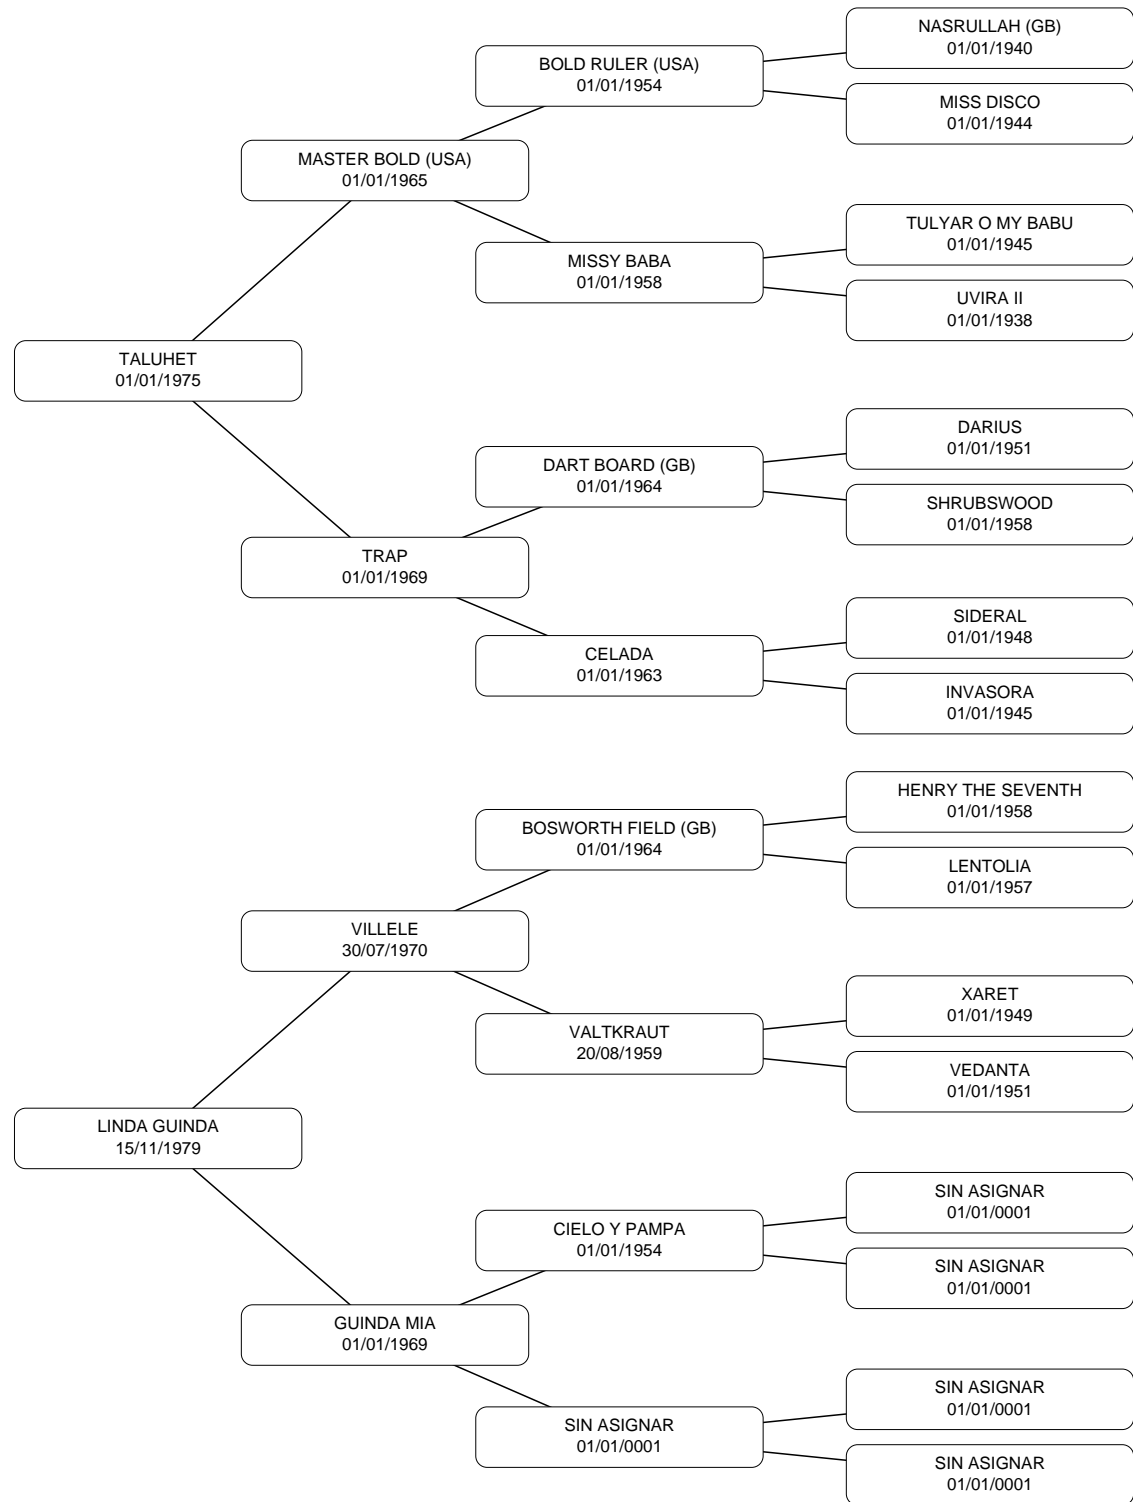 NASRULLAH (GB)
01/01/1940
BOLD RULER (USA)
01/01/1954
MISS DISCO
01/01/1944
MASTER BOLD (USA)
01/01/1965
TULYAR O MY BABU
01/01/1945
MISSY BABA
01/01/1958
UVIRA II
01/01/1938
TALUHET
01/01/1975
DARIUS
01/01/1951
DART BOARD (GB)
01/01/1964
SHRUBSWOOD
01/01/1958
TRAP
01/01/1969
SIDERAL
01/01/1948
CELADA
01/01/1963
INVASORA
01/01/1945
HENRY THE SEVENTH
01/01/1958
BOSWORTH FIELD (GB)
01/01/1964
LENTOLIA
01/01/1957
VILLELE
30/07/1970
XARET
01/01/1949
VALTKRAUT
20/08/1959
VEDANTA
01/01/1951
LINDA GUINDA
15/11/1979
SIN ASIGNAR
01/01/0001
CIELO Y PAMPA
01/01/1954
SIN ASIGNAR
01/01/0001
GUINDA MIA
01/01/1969
SIN ASIGNAR
01/01/0001
SIN ASIGNAR
01/01/0001
SIN ASIGNAR
01/01/0001